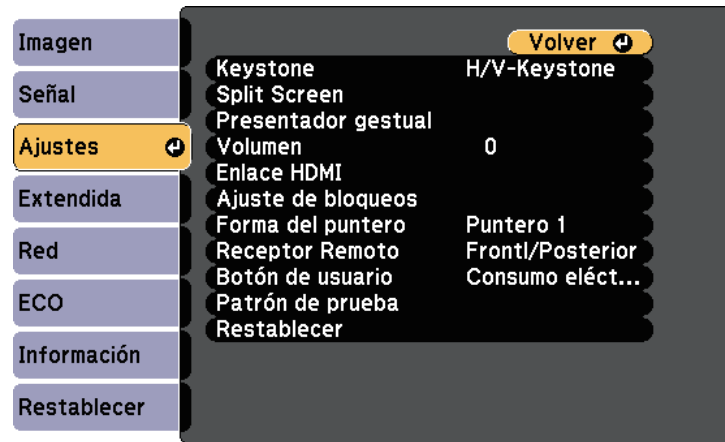 Imagen
Señal
Ajustes
Extendida
Red
ECO
Información
Restablecer
Volver
Keystone H/V-Keystone
Split Screen
Presentador gestual
Volumen 0
Enlace HDMI
Ajuste de bloqueos
Forma del puntero Puntero 1
Receptor Remoto Frontl/Posterior
Botón de usuario Consumo eléct...
Patrón de prueba
Restablecer